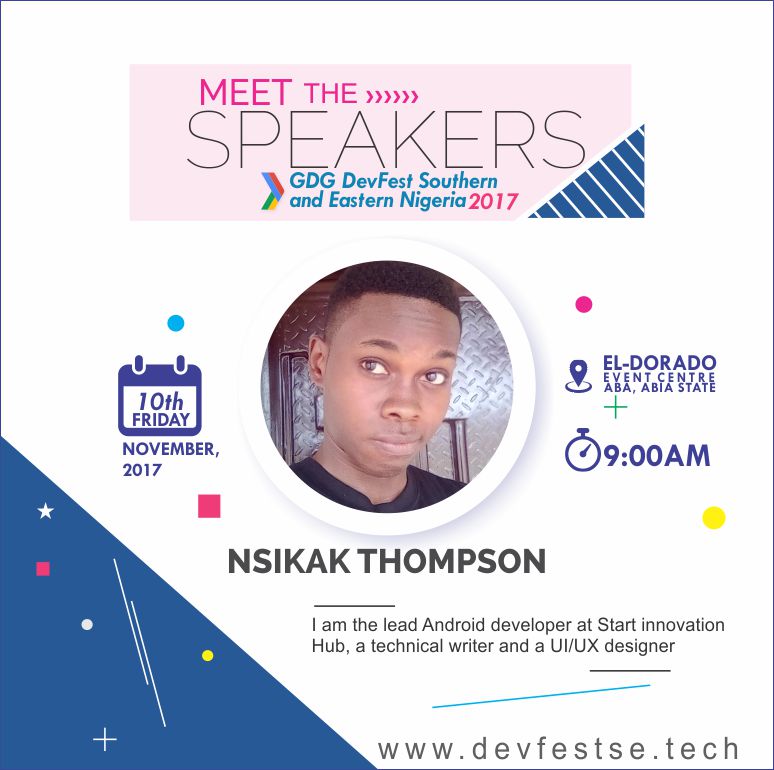 MEET THE ››››››
SPEAKERS
GDG DevFest Southern
and Eastern Nigeria 2017
10th
FRIDAY
NOVEMBER,
2017
EL-DORADO
EVENT CENTRE
ABA, ABIA STATE
9:00AM
NSIKAK THOMPSON
I am the lead Android developer at Start innovation
Hub, a technical writer and a UI/UX designer
www.devfestse.tech